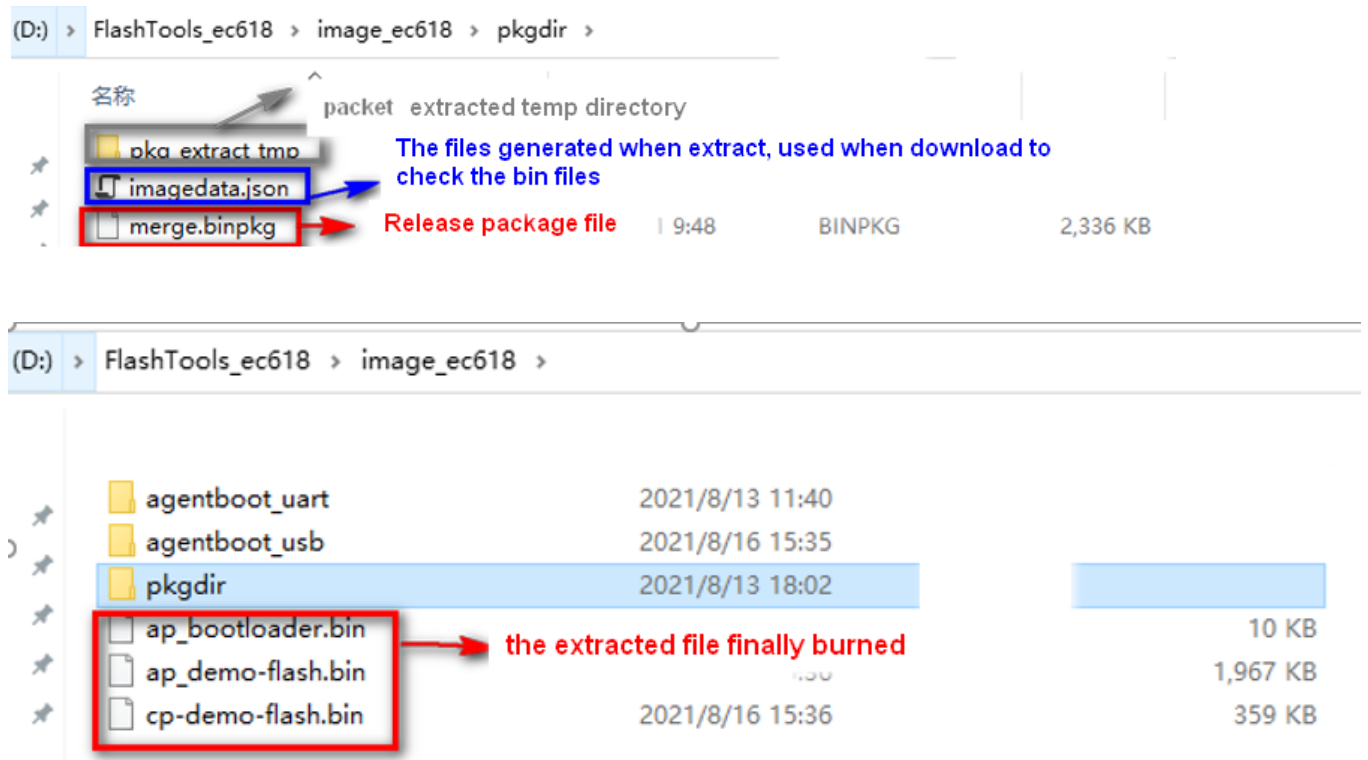 (D:) > FlashTools_ec618 > image_ec618 > pkgdir >
名称
packet extracted temp directory
pkg_extract_tmp
The files generated when extract, used when download to
check the bin files
imagedata.json
merge.binpkg Release package file 9:48 BINPKG 2,336 KB
(D:) > FlashTools_ec618 > image_ec618 >
agentboot_uart 2021/8/13 11:40
agentboot_usb 2021/8/16 15:35
pkgdir 2021/8/13 18:02
ap_bootloader.bin 10 KB
the extracted file finally burned
ap_demo-flash.bin 1,967 KB
cp-demo-flash.bin 2021/8/16 15:36 359 KB